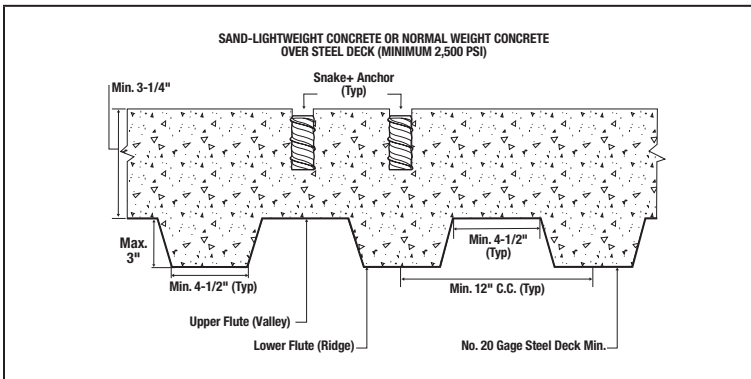 SAND-LIGHTWEIGHT CONCRETE OR NORMAL WEIGHT CONCRETE
OVER STEEL DECK (MINIMUM 2,500 PSI)
Snake+ Anchor
(Typ)
Min. 3-1/4"
Max.
3"
Min. 4-1/2"
(Typ)
Min. 4-1/2" (Typ)
Min. 12" C.C. (Typ)
Upper Flute (Valley)
Lower Flute (Ridge)
No. 20 Gage Steel Deck Min.